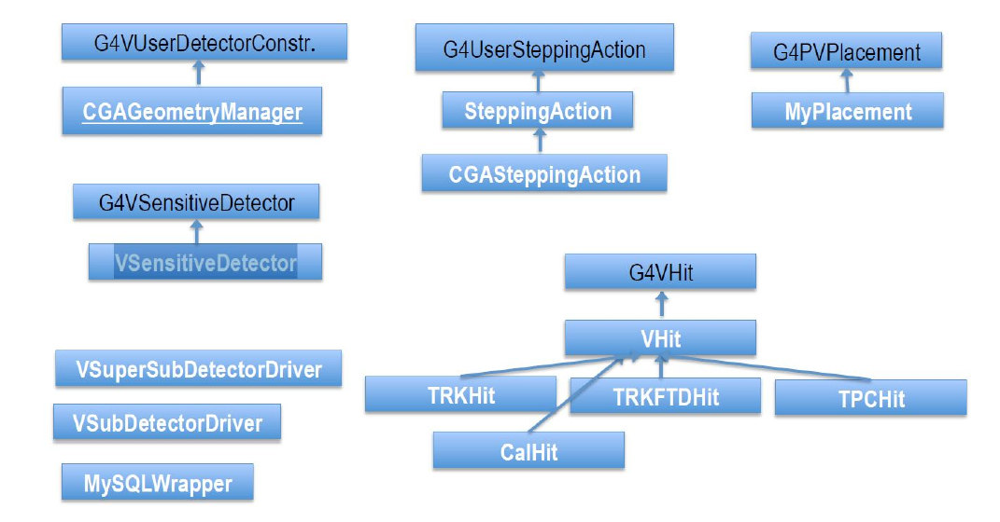 G4VUserDetectorConstr.
CGAGeometryManager
G4UserSteppingAction
SteppingAction
CGASteppingAction
G4PVPlacement
MyPlacement
G4VSensitiveDetector
VSensitiveDetector
G4VHit
VHit
TRKHit
TRKFTDHit
TPCHit
CalHit
VSuperSubDetectorDriver
VSubDetectorDriver
MySQLWrapper